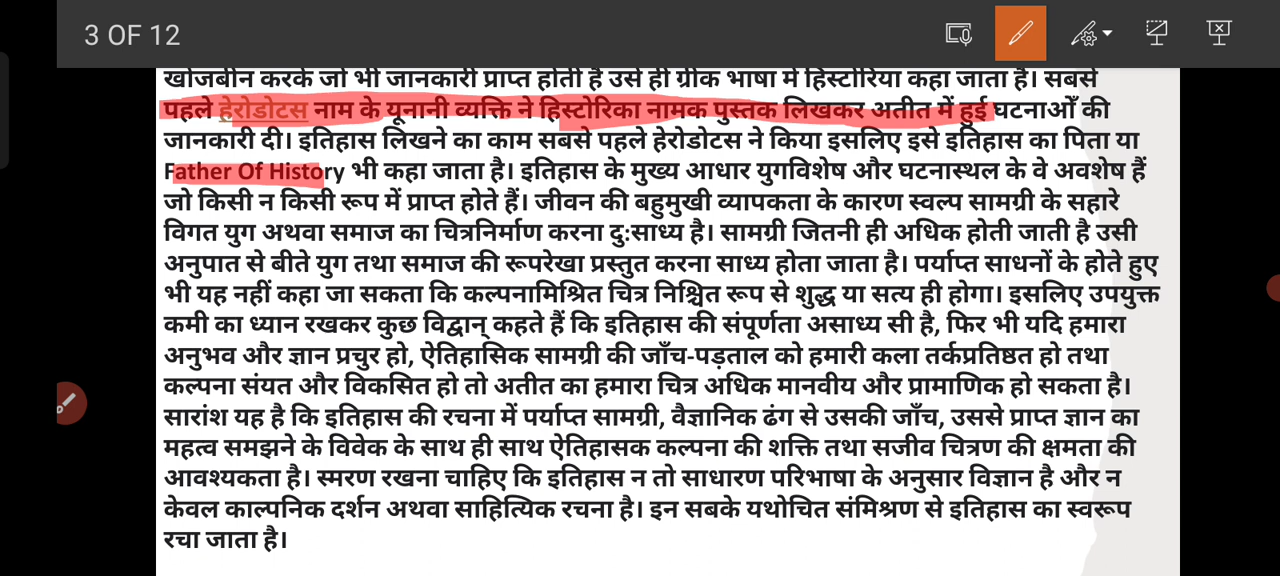 3 OF 12
खोजबीन करके जो भी जानकारी प्राप्त होती है उसे ही ग्रीक भाषा में हिस्टोरिया कहा जाता है। सबसे
पहले हेरोडोटस नाम के यूनानी व्यक्ति ने हिस्टोरिका नामक पुस्तक लिखकर अतीत में हुई घटनाओँ की
जानकारी दी। इतिहास लिखने का काम सबसे पहले हेरोडोटस ने किया इसलिए इसे इतिहास का पिता या
Father Of History भी कहा जाता है। इतिहास के मुख्य आधार युगविशेष और घटनास्थल के वे अवशेष हैं
जो किसी न किसी रूप में प्राप्त होते हैं। जीवन की बहुमुखी व्यापकता के कारण स्वल्प सामग्री के सहारे
विगत युग अथवा समाज का चित्रनिर्माण करना दुःसाध्य है। सामग्री जितनी ही अधिक होती जाती है उसी
अनुपात से बीते युग तथा समाज की रूपरेखा प्रस्तुत करना साध्य होता जाता है। पर्याप्त साधनों के होते हुए
भी यह नहीं कहा जा सकता कि कल्पनामिश्रित चित्र निश्चित रूप से शुद्ध या सत्य ही होगा। इसलिए उपयुक्त
कमी का ध्यान रखकर कुछ विद्वान् कहते हैं कि इतिहास की संपूर्णता असाध्य सी है, फिर भी यदि हमारा
अनुभव और ज्ञान प्रचुर हो, ऐतिहासिक सामग्री की जाँच-पड़ताल को हमारी कला तर्कप्रतिष्ठत हो तथा
कल्पना संयत और विकसित हो तो अतीत का हमारा चित्र अधिक मानवीय और प्रामाणिक हो सकता है।
सारांश यह है कि इतिहास की रचना में पर्याप्त सामग्री, वैज्ञानिक ढंग से उसकी जाँच, उससे प्राप्त ज्ञान का
महत्व समझने के विवेक के साथ ही साथ ऐतिहासक कल्पना की शक्ति तथा सजीव चित्रण की क्षमता की
आवश्यकता है। स्मरण रखना चाहिए कि इतिहास न तो साधारण परिभाषा के अनुसार विज्ञान है और न
केवल काल्पनिक दर्शन अथवा साहित्यिक रचना है। इन सबके यथोचित संमिश्रण से इतिहास का स्वरूप
रचा जाता है।